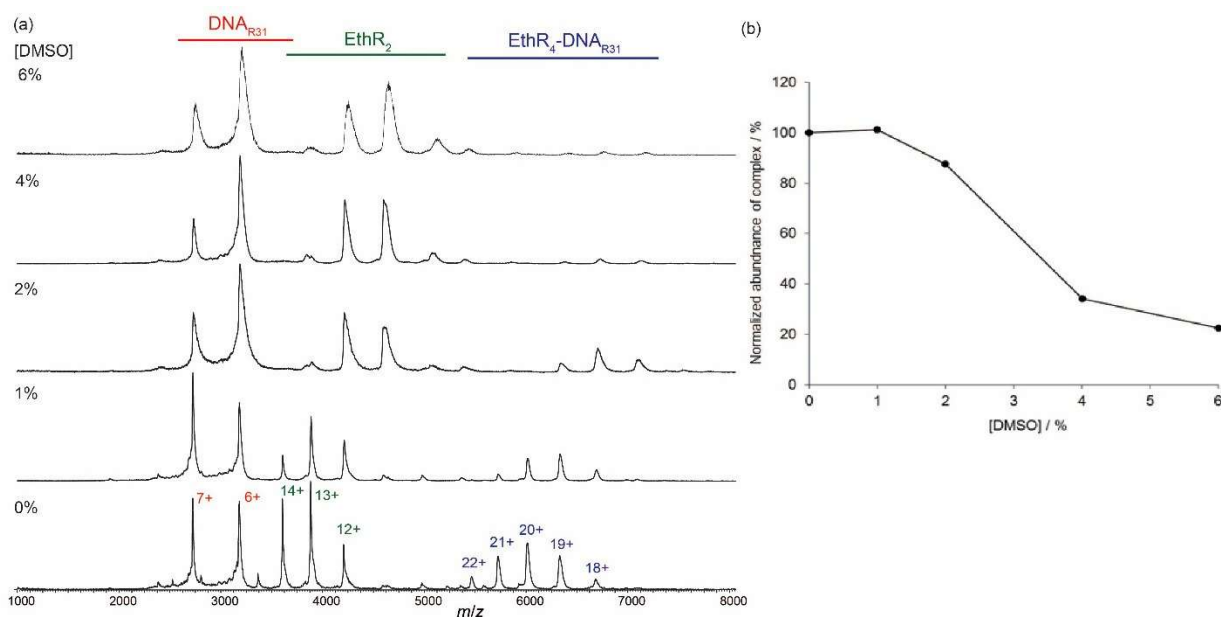 (a)
DNA_R31 EthR_2 EthR_4-DNA_R31
[DMSO]
6%
4%
2%
1%
0%
7+ 6+ 14+ 13+ 12+ 22+ 21+ 20+ 19+ 18+
1000 2000 3000 4000 5000 6000 7000 8000
m/z
(b)
Normalized abundnance of complex / %
120
100
80
60
40
20
0
0 1 2 3 4 5 6
[DMSO] / %